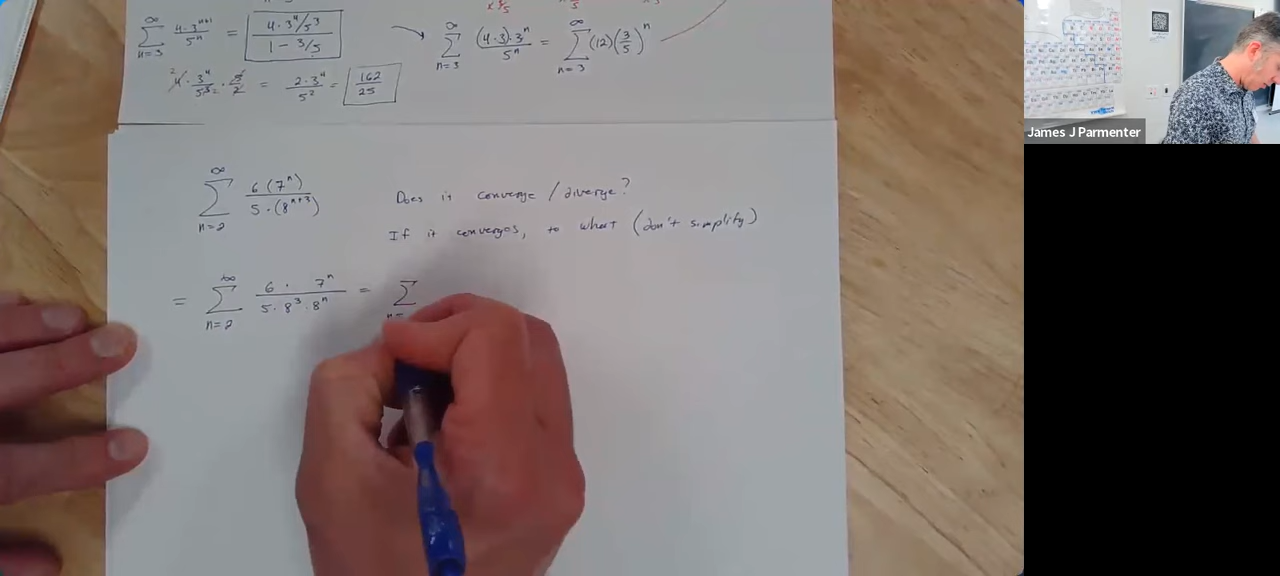 ∞ ∑ n=3 4·3^(n+1) / 5^n = 4·3^4/5^3 / 1 − 3/5
∞ ∑ n=3 (4·3)·3^n / 5^n = ∞ ∑ n=3 (12)(3/5)^n
4·3^4 / 5^3 · 5/2 = 2·3^4 / 5^2 = 162/25
∞ ∑ n=2 6(7^n) / 5·(8^(n+3))
Does it converge / diverge?
If it converges, to what (don't simplify)
= ∞ ∑ n=2 6 · 7^n / 5·8^3·8^n = ∑ n=
James J Parmenter